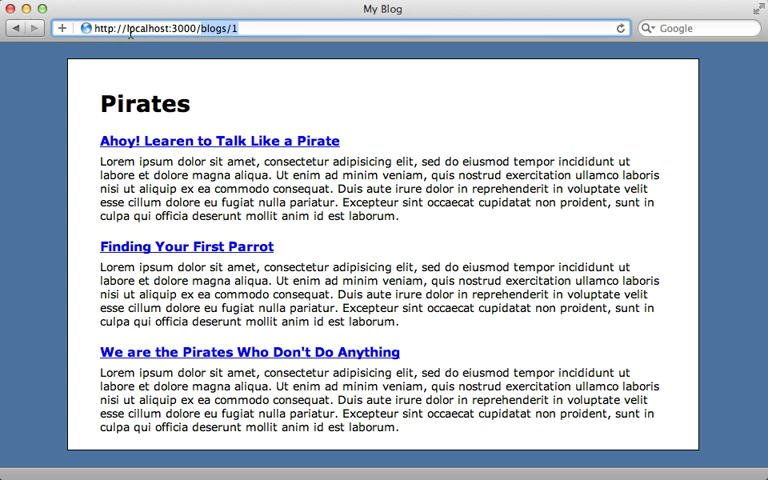 My Blog
http://localhost:3000/blogs/1
Google
Pirates
Ahoy! Learen to Talk Like a Pirate
Lorem ipsum dolor sit amet, consectetur adipisicing elit, sed do eiusmod tempor incididunt ut
labore et dolore magna aliqua. Ut enim ad minim veniam, quis nostrud exercitation ullamco laboris
nisi ut aliquip ex ea commodo consequat. Duis aute irure dolor in reprehenderit in voluptate velit
esse cillum dolore eu fugiat nulla pariatur. Excepteur sint occaecat cupidatat non proident, sunt in
culpa qui officia deserunt mollit anim id est laborum.
Finding Your First Parrot
Lorem ipsum dolor sit amet, consectetur adipisicing elit, sed do eiusmod tempor incididunt ut
labore et dolore magna aliqua. Ut enim ad minim veniam, quis nostrud exercitation ullamco laboris
nisi ut aliquip ex ea commodo consequat. Duis aute irure dolor in reprehenderit in voluptate velit
esse cillum dolore eu fugiat nulla pariatur. Excepteur sint occaecat cupidatat non proident, sunt in
culpa qui officia deserunt mollit anim id est laborum.
We are the Pirates Who Don't Do Anything
Lorem ipsum dolor sit amet, consectetur adipisicing elit, sed do eiusmod tempor incididunt ut
labore et dolore magna aliqua. Ut enim ad minim veniam, quis nostrud exercitation ullamco laboris
nisi ut aliquip ex ea commodo consequat. Duis aute irure dolor in reprehenderit in voluptate velit
esse cillum dolore eu fugiat nulla pariatur. Excepteur sint occaecat cupidatat non proident, sunt in
culpa qui officia deserunt mollit anim id est laborum.